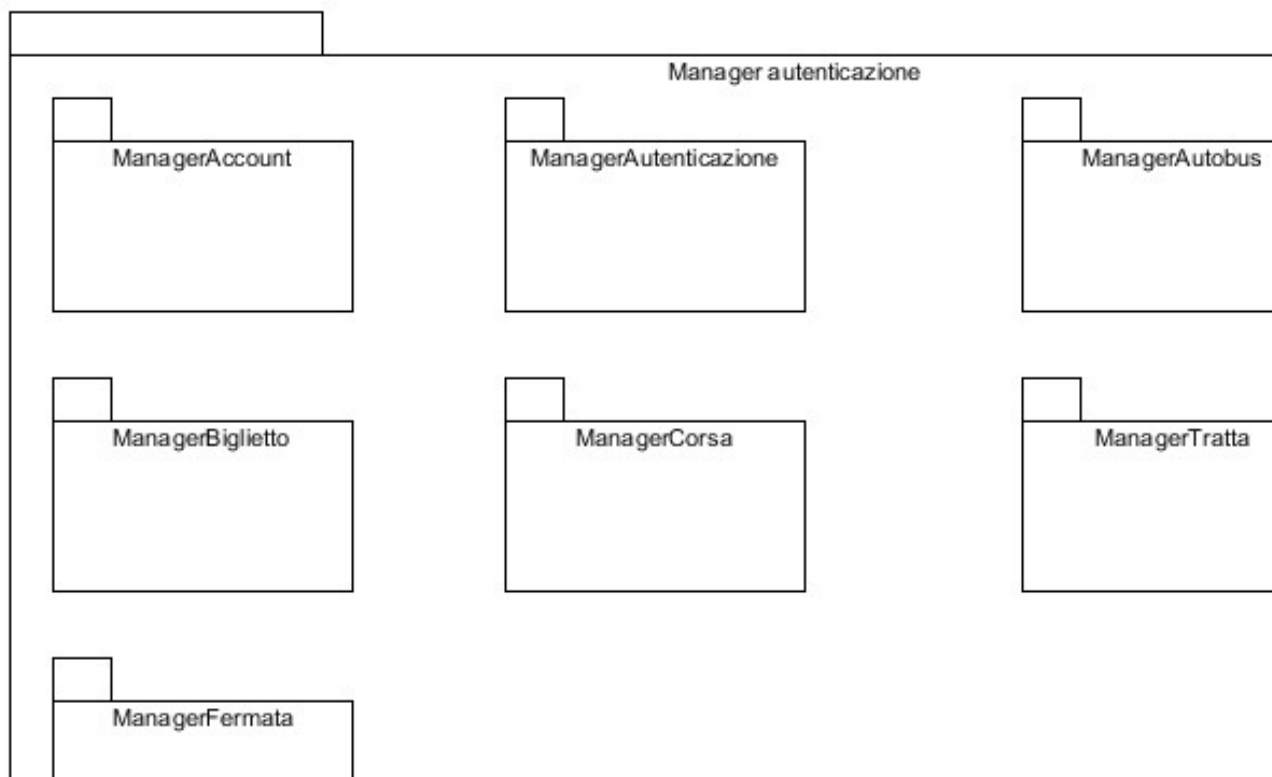 Manager autenticazione
ManagerAccount
ManagerAutenticazione
ManagerAutobus
ManagerBiglietto
ManagerCorsa
ManagerTratta
ManagerFermata